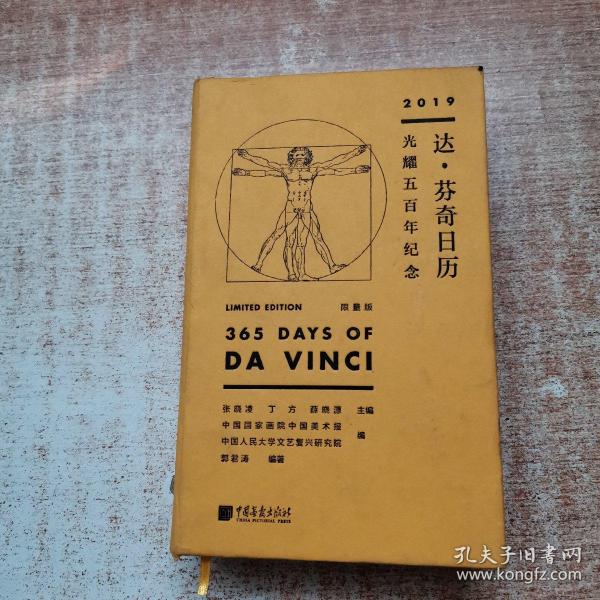 2019
达·芬奇日历
光耀五百年纪念
LIMITED EDITION 限量版
365 DAYS OF
DA VINCI
张晓凌 丁方 薛晓源 主编
中国国家画院中国美术报
中国人民大学文艺复兴研究院 编
郭若涛 编著
中国画报出版社
CHINA PICTORIAL PRESS
孔夫子旧书网
www.kongfz.com